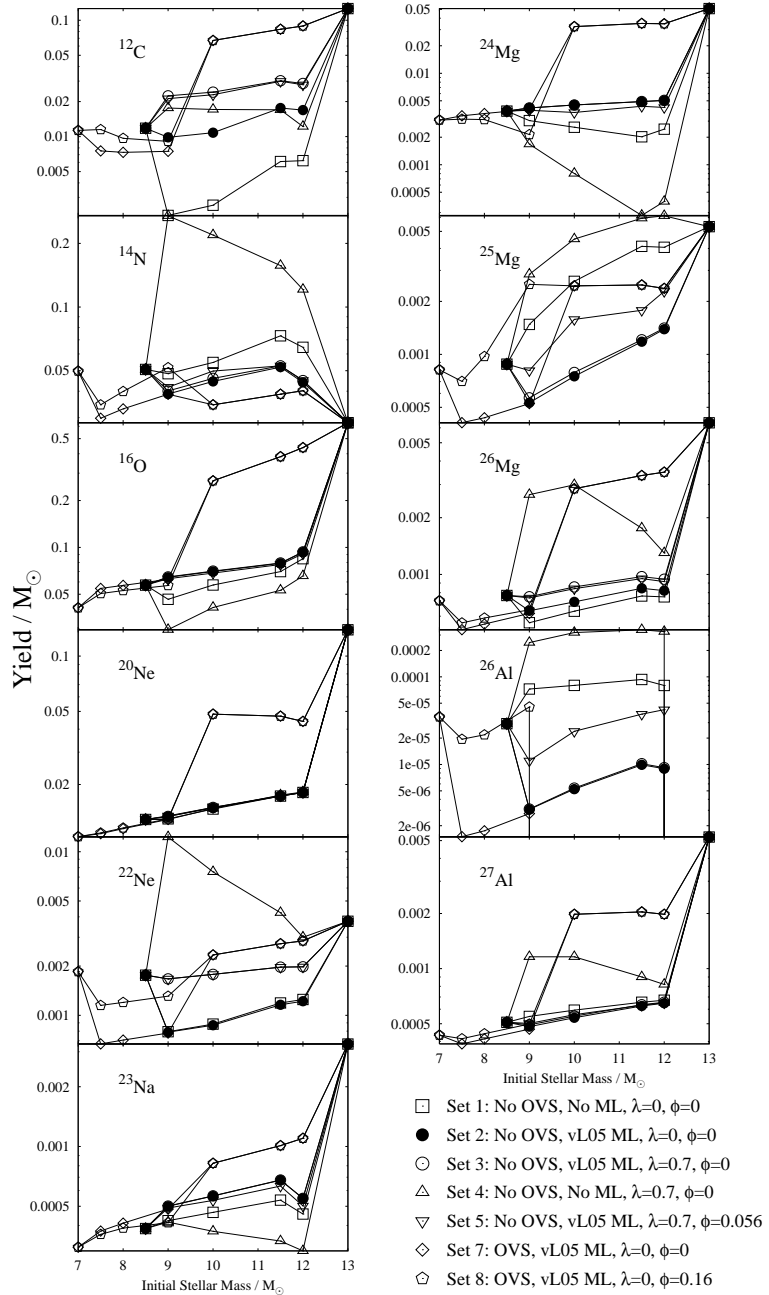 Yield / M☉
¹²C
0.1
0.05
0.02
0.01
0.005
¹⁴N
0.2
0.1
0.05
¹⁶O
0.5
0.2
0.1
0.05
²⁰Ne
0.1
0.05
0.02
²²Ne
0.01
0.005
0.002
0.001
²³Na
0.002
0.001
0.0005
7 8 9 10 11 12 13
Initial Stellar Mass / M☉
²⁴Mg
0.05
0.02
0.01
0.005
0.002
0.001
0.0005
²⁵Mg
0.005
0.002
0.001
0.0005
²⁶Mg
0.002
0.001
²⁶Al
0.0002
0.0001
5e-05
2e-05
1e-05
5e-06
2e-06
²⁷Al
0.005
0.002
0.001
0.0005
7 8 9 10 11 12 13
Initial Stellar Mass / M☉
Set 1: No OVS, No ML, λ=0, ϕ=0
Set 2: No OVS, vL05 ML, λ=0, ϕ=0
Set 3: No OVS, vL05 ML, λ=0.7, ϕ=0
Set 4: No OVS, No ML, λ=0.7, ϕ=0
Set 5: No OVS, vL05 ML, λ=0.7, ϕ=0.056
Set 7: OVS, vL05 ML, λ=0, ϕ=0
Set 8: OVS, vL05 ML, λ=0, ϕ=0.16